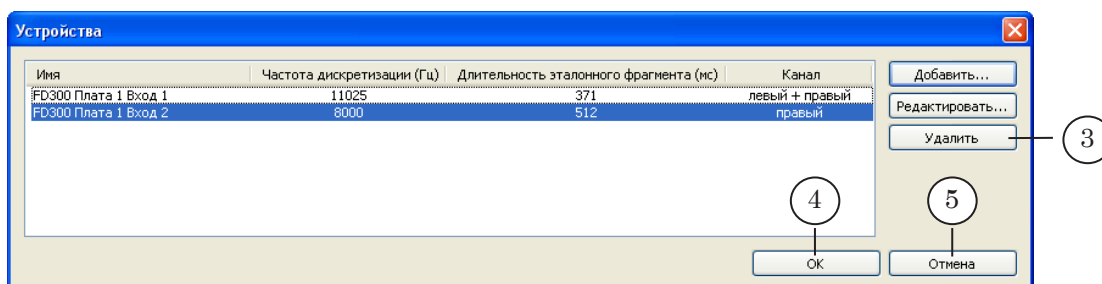 Устройства
Имя Частота дискретизации (Гц) Длительность эталонного фрагмента (мс) Канал
FD300 Плата 1 Вход 1 11025 371 левый + правый
FD300 Плата 1 Вход 2 8000 512 правый
Добавить...
Редактировать...
Удалить
3
4
5
OK
Отмена